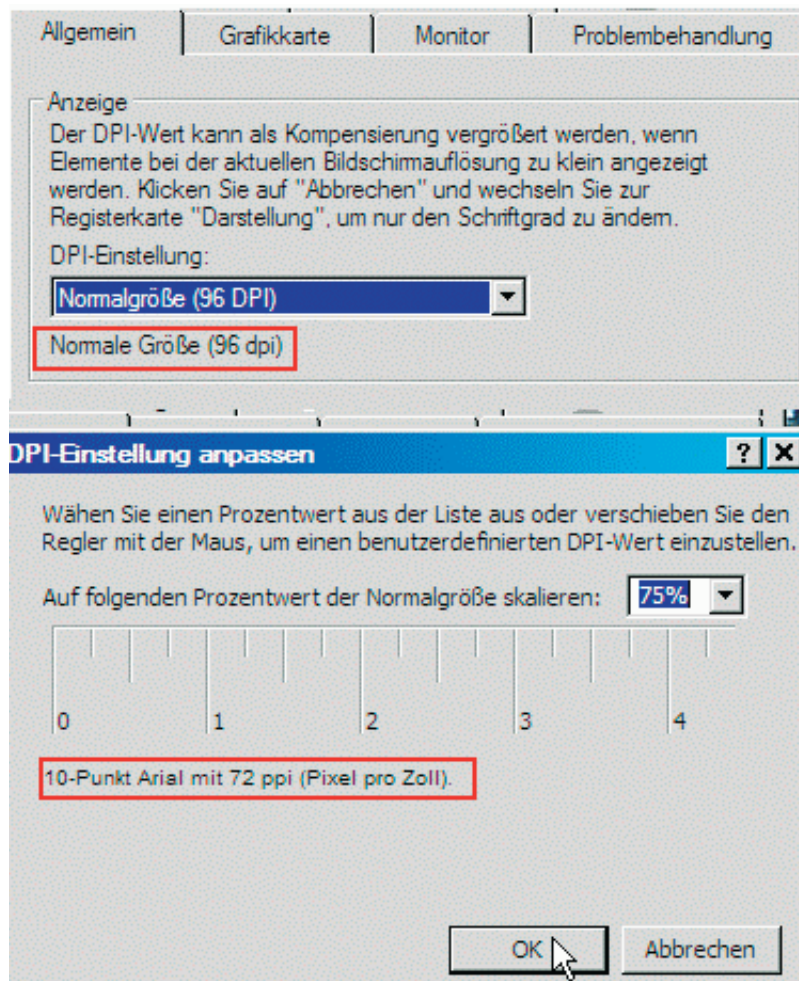 Allgemein Grafikkarte Monitor Problembehandlung
Anzeige
Der DPI-Wert kann als Kompensierung vergrößert werden, wenn
Elemente bei der aktuellen Bildschirmauflösung zu klein angezeigt
werden. Klicken Sie auf "Abbrechen" und wechseln Sie zur
Registerkarte "Darstellung", um nur den Schriftgrad zu ändern.
DPI-Einstellung:
Normalgröße (96 DPI)
Normale Größe (96 dpi)
DPI-Einstellung anpassen
Wähen Sie einen Prozentwert aus der Liste aus oder verschieben Sie den
Regler mit der Maus, um einen benutzerdefinierten DPI-Wert einzustellen.
Auf folgenden Prozentwert der Normalgröße skalieren: 75%
0 1 2 3 4
10-Punkt Arial mit 72 ppi (Pixel pro Zoll).
OK Abbrechen